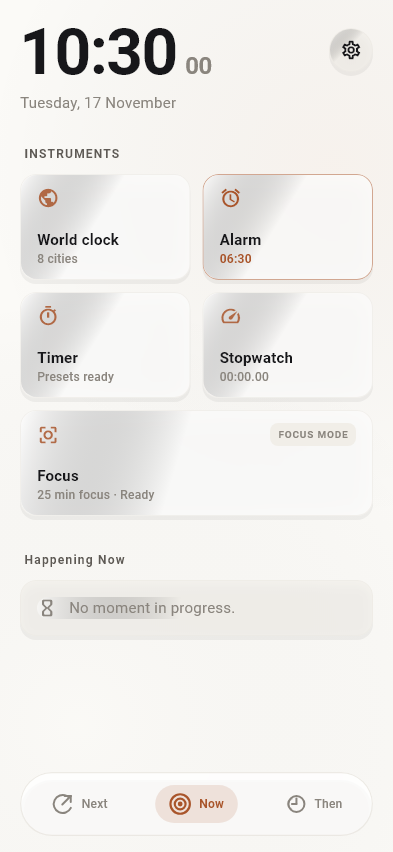 10:30 00
Tuesday, 17 November
INSTRUMENTS
World clock
8 cities
Alarm
06:30
Timer
Presets ready
Stopwatch
00:00.00
FOCUS MODE
Focus
25 min focus · Ready
Happening Now
No moment in progress.
Next
Now
Then